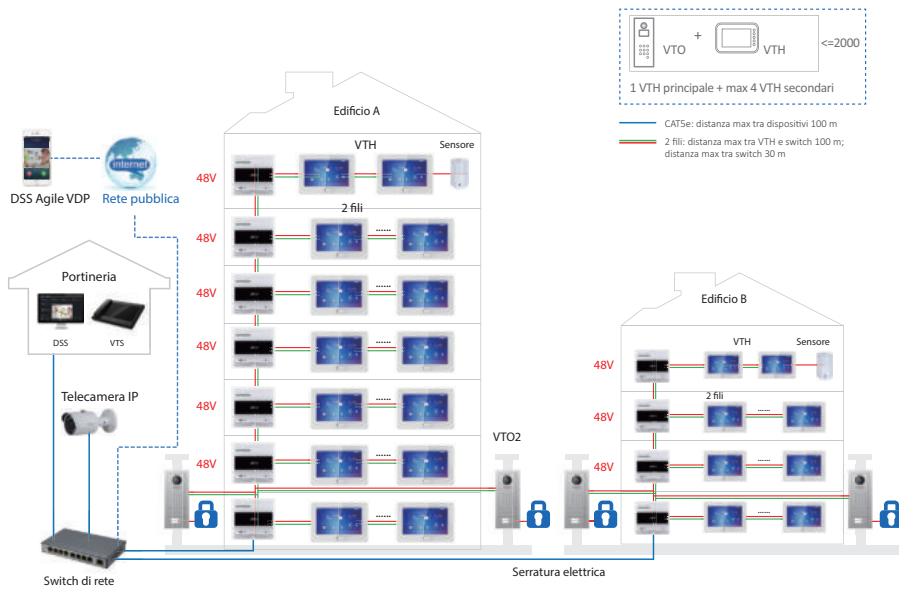 VTO
+
VTH
<=2000
1 VTH principale + max 4 VTH secondari
CAT5e: distanza max tra dispositivi 100 m
2 fili: distanza max tra VTH e switch 100 m;
distanza max tra switch 30 m
Edificio A
VTH
Sensore
48V
2 fili
......
48V
......
48V
......
48V
......
48V
......
48V
......
internet
DSS Agile VDP
Rete pubblica
Portineria
DSS
VTS
Telecamera IP
Switch di rete
VTO2
Edificio B
VTH
Sensore
48V
2 fili
......
48V
......
48V
......
Serratura elettrica